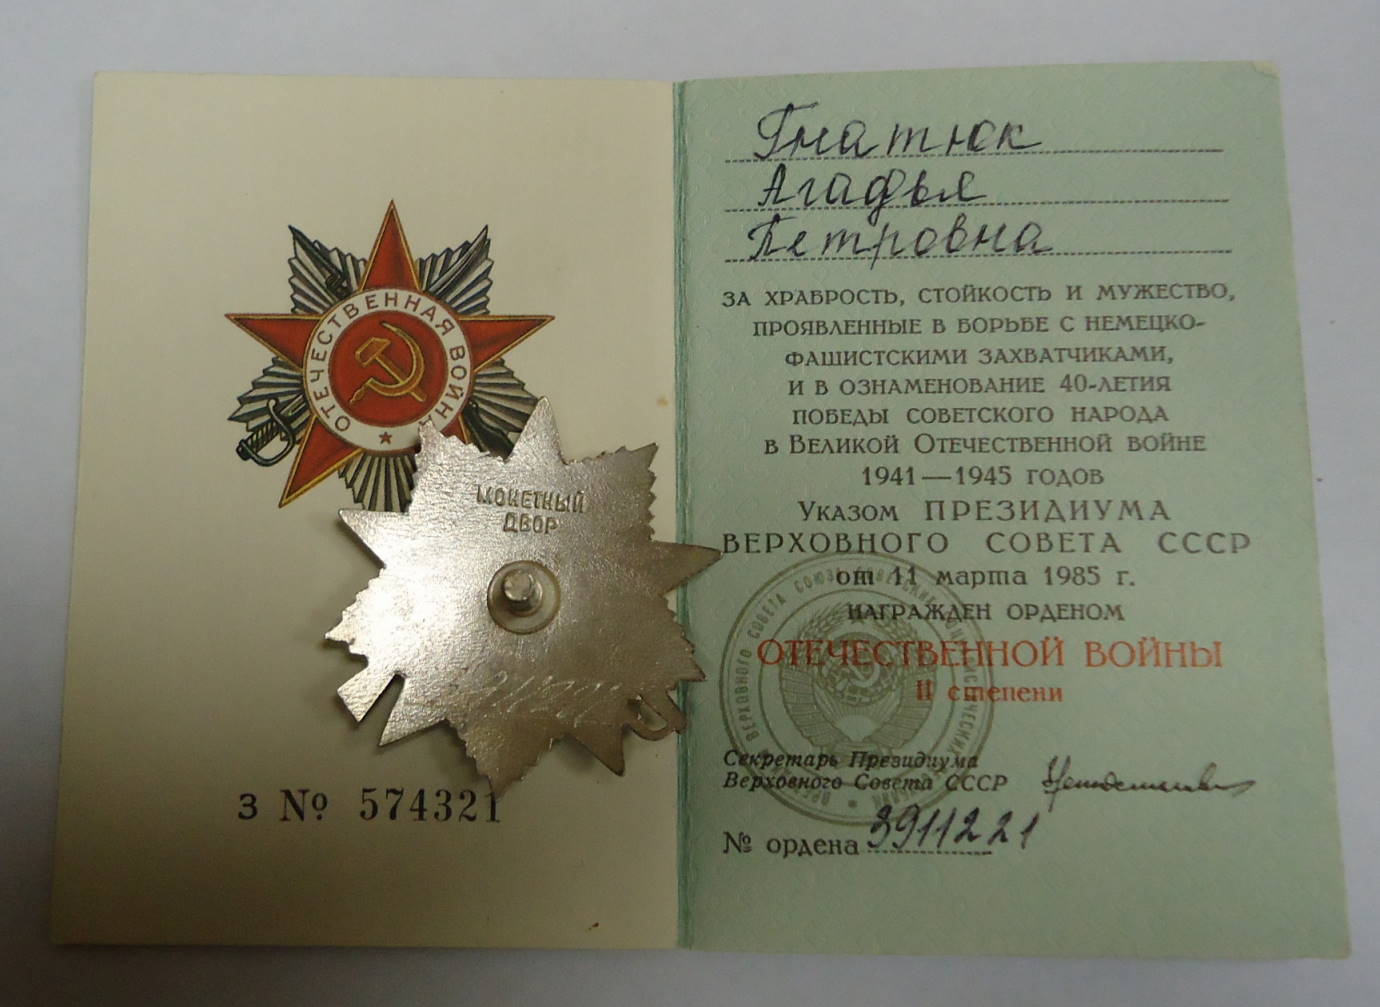 ОТЕЧЕСТВЕННАЯ ВОЙНА
МОНЕТНЫЙ
ДВОР
З № 574321
Гнатюк
Агафья
Петровна
ЗА ХРАБРОСТЬ, СТОЙКОСТЬ И МУЖЕСТВО,
ПРОЯВЛЕННЫЕ В БОРЬБЕ С НЕМЕЦКО-
ФАШИСТСКИМИ ЗАХВАТЧИКАМИ,
И В ОЗНАМЕНОВАНИЕ 40-ЛЕТИЯ
ПОБЕДЫ СОВЕТСКОГО НАРОДА
В ВЕЛИКОЙ ОТЕЧЕСТВЕННОЙ ВОЙНЕ
1941—1945 ГОДОВ
УКАЗОМ ПРЕЗИДИУМА
ВЕРХОВНОГО СОВЕТА СССР
от 11 марта 1985 г.
НАГРАЖДЕН ОРДЕНОМ
ОТЕЧЕСТВЕННОЙ ВОЙНЫ
II степени
Секретарь Президиума
Верховного Совета СССР
№ ордена 3911221